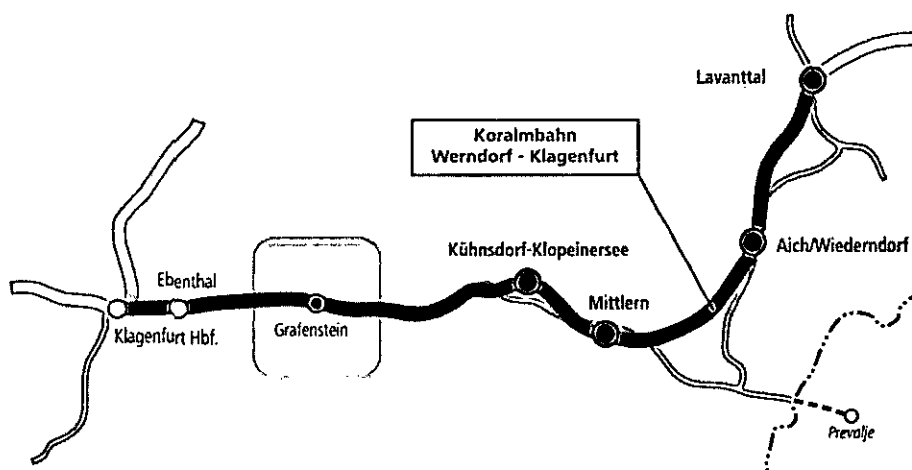 Lavanttal
Koralmbahn
Werndorf - Klagenfurt
Kühnsdorf-Klopeinersee
Aich/Wiederndorf
Ebenthal
Mittlern
Klagenfurt Hbf.
Grafenstein
Prevalje